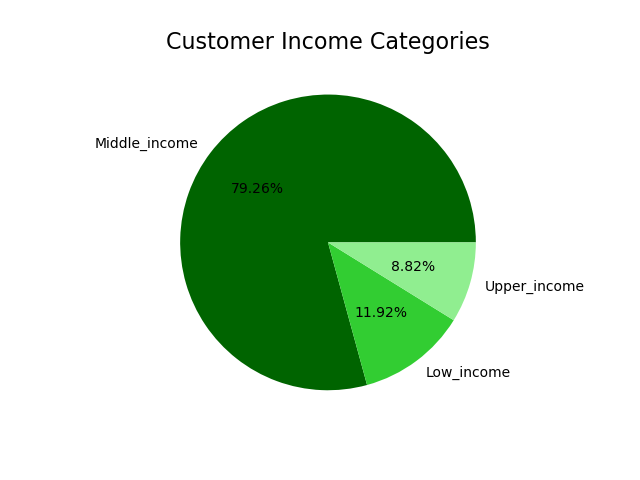 Customer Income Categories
Middle_income
79.26%
8.82%
Upper_income
11.92%
Low_income